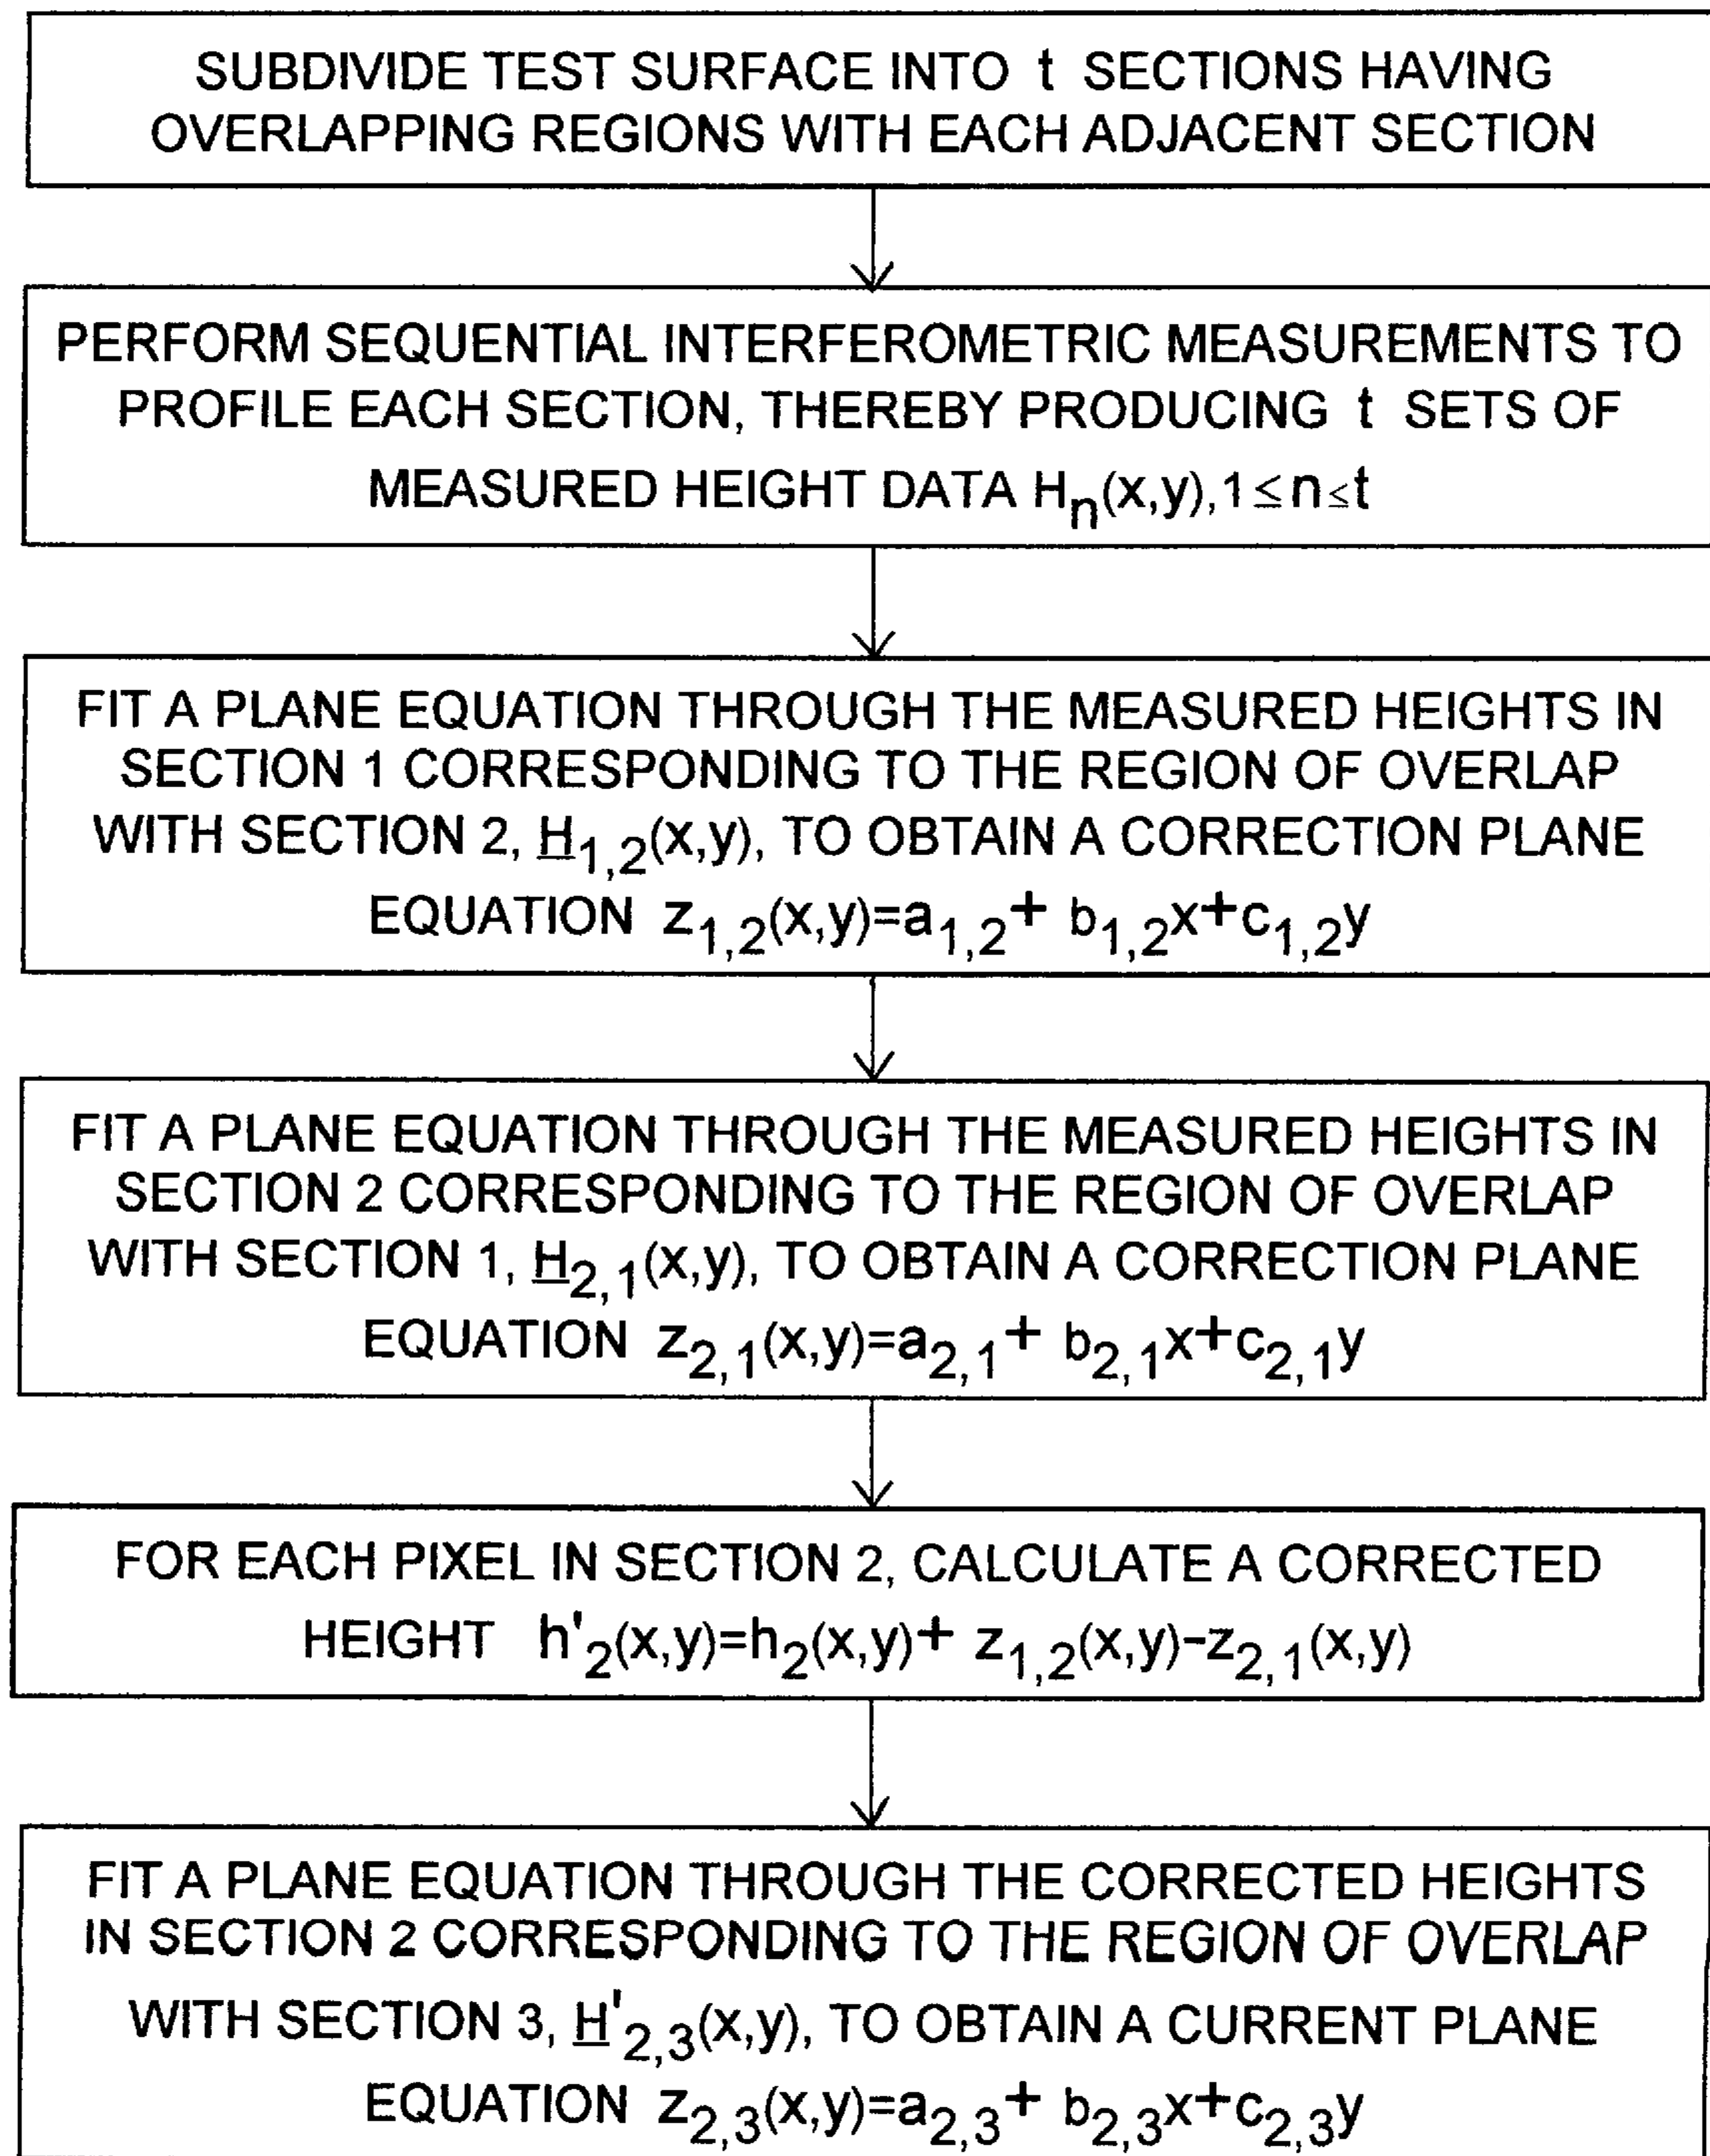 SUBDIVIDE TEST SURFACE INTO t SECTIONS HAVING
OVERLAPPING REGIONS WITH EACH ADJACENT SECTION
PERFORM SEQUENTIAL INTERFEROMETRIC MEASUREMENTS TO
PROFILE EACH SECTION, THEREBY PRODUCING t SETS OF
MEASURED HEIGHT DATA Hₙ(x,y),1≤n≤t
FIT A PLANE EQUATION THROUGH THE MEASURED HEIGHTS IN
SECTION 1 CORRESPONDING TO THE REGION OF OVERLAP
WITH SECTION 2, H̲₁,₂(x,y), TO OBTAIN A CORRECTION PLANE
EQUATION z₁,₂(x,y)=a₁,₂+ b₁,₂x+c₁,₂y
FIT A PLANE EQUATION THROUGH THE MEASURED HEIGHTS IN
SECTION 2 CORRESPONDING TO THE REGION OF OVERLAP
WITH SECTION 1, H̲₂,₁(x,y), TO OBTAIN A CORRECTION PLANE
EQUATION z₂,₁(x,y)=a₂,₁+ b₂,₁x+c₂,₁y
FOR EACH PIXEL IN SECTION 2, CALCULATE A CORRECTED
HEIGHT h'₂(x,y)=h₂(x,y)+ z₁,₂(x,y)-z₂,₁(x,y)
FIT A PLANE EQUATION THROUGH THE CORRECTED HEIGHTS
IN SECTION 2 CORRESPONDING TO THE REGION OF OVERLAP
WITH SECTION 3, H̲'₂,₃(x,y), TO OBTAIN A CURRENT PLANE
EQUATION z₂,₃(x,y)=a₂,₃+ b₂,₃x+c₂,₃y